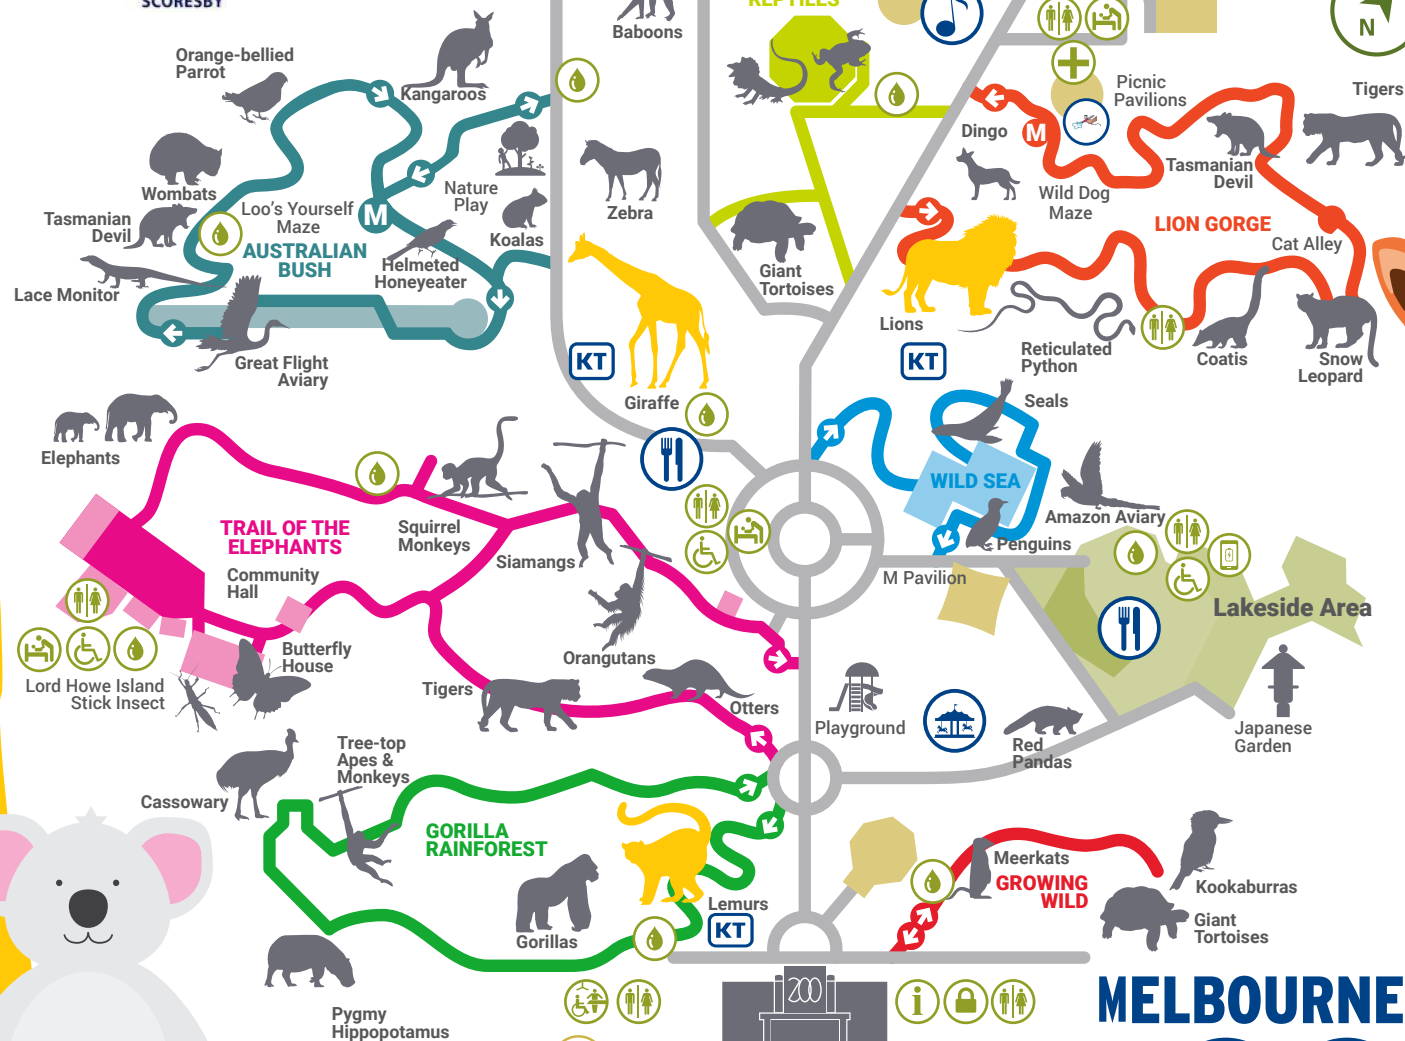 SCORESBY
REPTILES
Baboons
N
Orange-bellied
Parrot
Kangaroos
Picnic
Pavilions
Tigers
Dingo
M
Wombats
Nature
Play
Zebra
Tasmanian
Devil
Wild Dog
Maze
Tasmanian
Devil
Loo's Yourself
Maze
M
Koalas
LION GORGE
Cat Alley
AUSTRALIAN
BUSH
Helmeted
Honeyeater
Giant
Tortoises
Lace Monitor
Lions
Great Flight
Aviary
KT
KT
Reticulated
Python
Coatis
Snow
Leopard
Giraffe
Seals
Elephants
WILD SEA
TRAIL OF THE
ELEPHANTS
Squirrel
Monkeys
Amazon Aviary
Siamangs
Penguins
Community
Hall
M Pavilion
Lakeside Area
Butterfly
House
Orangutans
Lord Howe Island
Stick Insect
Tigers
Otters
Playground
Red
Pandas
Japanese
Garden
Tree-top
Apes &
Monkeys
Cassowary
GORILLA
RAINFOREST
Meerkats
GROWING
WILD
Kookaburras
Lemurs
KT
Gorillas
Giant
Tortoises
200
i
Pygmy
Hippopotamus
MELBOURNE